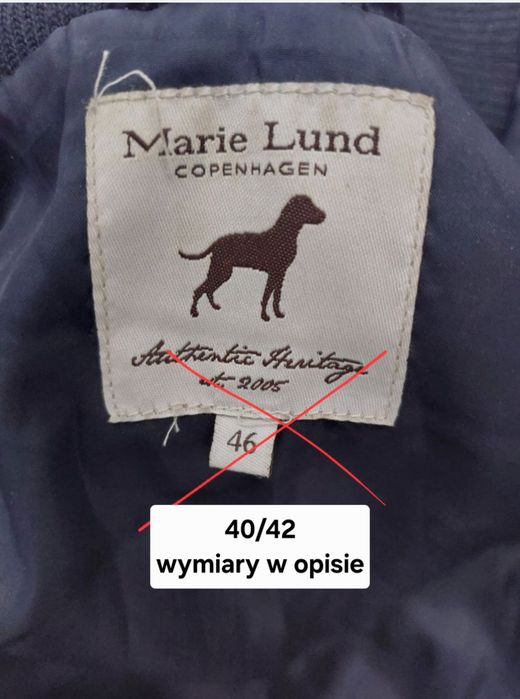 Marie Lund
COPENHAGEN
Authentic Heritage
est. 2005
46
40/42
wymiary w opisie